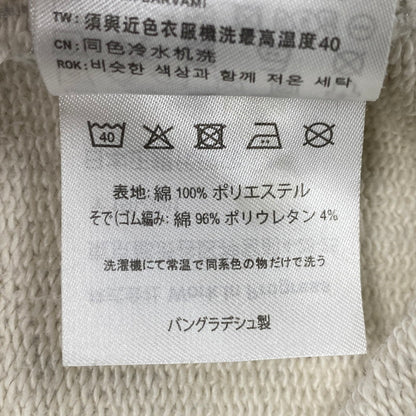 TW: 須與近色衣服機洗最高溫度40
CN: 同色冷水机洗
ROK: 비슷한 색상과 함께 저온 세탁
40
表地: 綿 100% ポリエステル
そで(ゴム編み: 綿 96% ポリウレタン 4%
洗濯機にて常温で同系色の物だけで洗う
バングラデシュ製